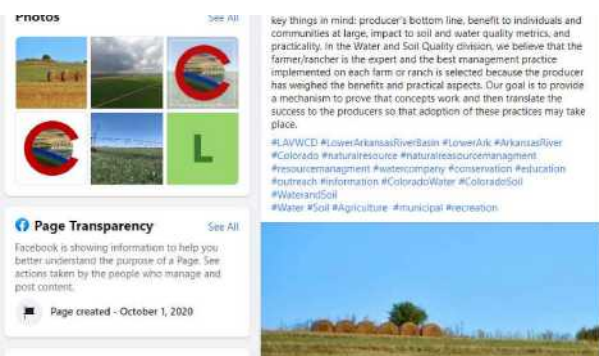 Photos
See All
L
Page Transparency
See All
Facebook is showing information to help you
better understand the purpose of a Page. See
actions taken by the people who manage and
post content.
Page created - October 1, 2020
key things in mind: producer's bottom line, benefit to individuals and
communities at large, impact to soil and water quality metrics, and
practicality. In the Water and Soil Quality division, we believe that the
farmer/rancher is the expert and the best management practice
implemented on each farm or ranch is selected because the producer
has weighed the benefits and practical aspects. Our goal is to provide
a mechanism to prove that concepts work and then translate the
success to the producers so that adoption of these practices may take
place.
#LAVWCD #LowerArkansasRiverBasin #LowerArk #ArkansasRiver
#Colorado #naturalresource #naturalreasourcemanagment
#resourcemanagment #watercompany #conservation #education
#outreach #information #ColoradoWater #ColoradoSoil
#WaterandSoil
#Water #Soil #Agriculture #municipal #recreation